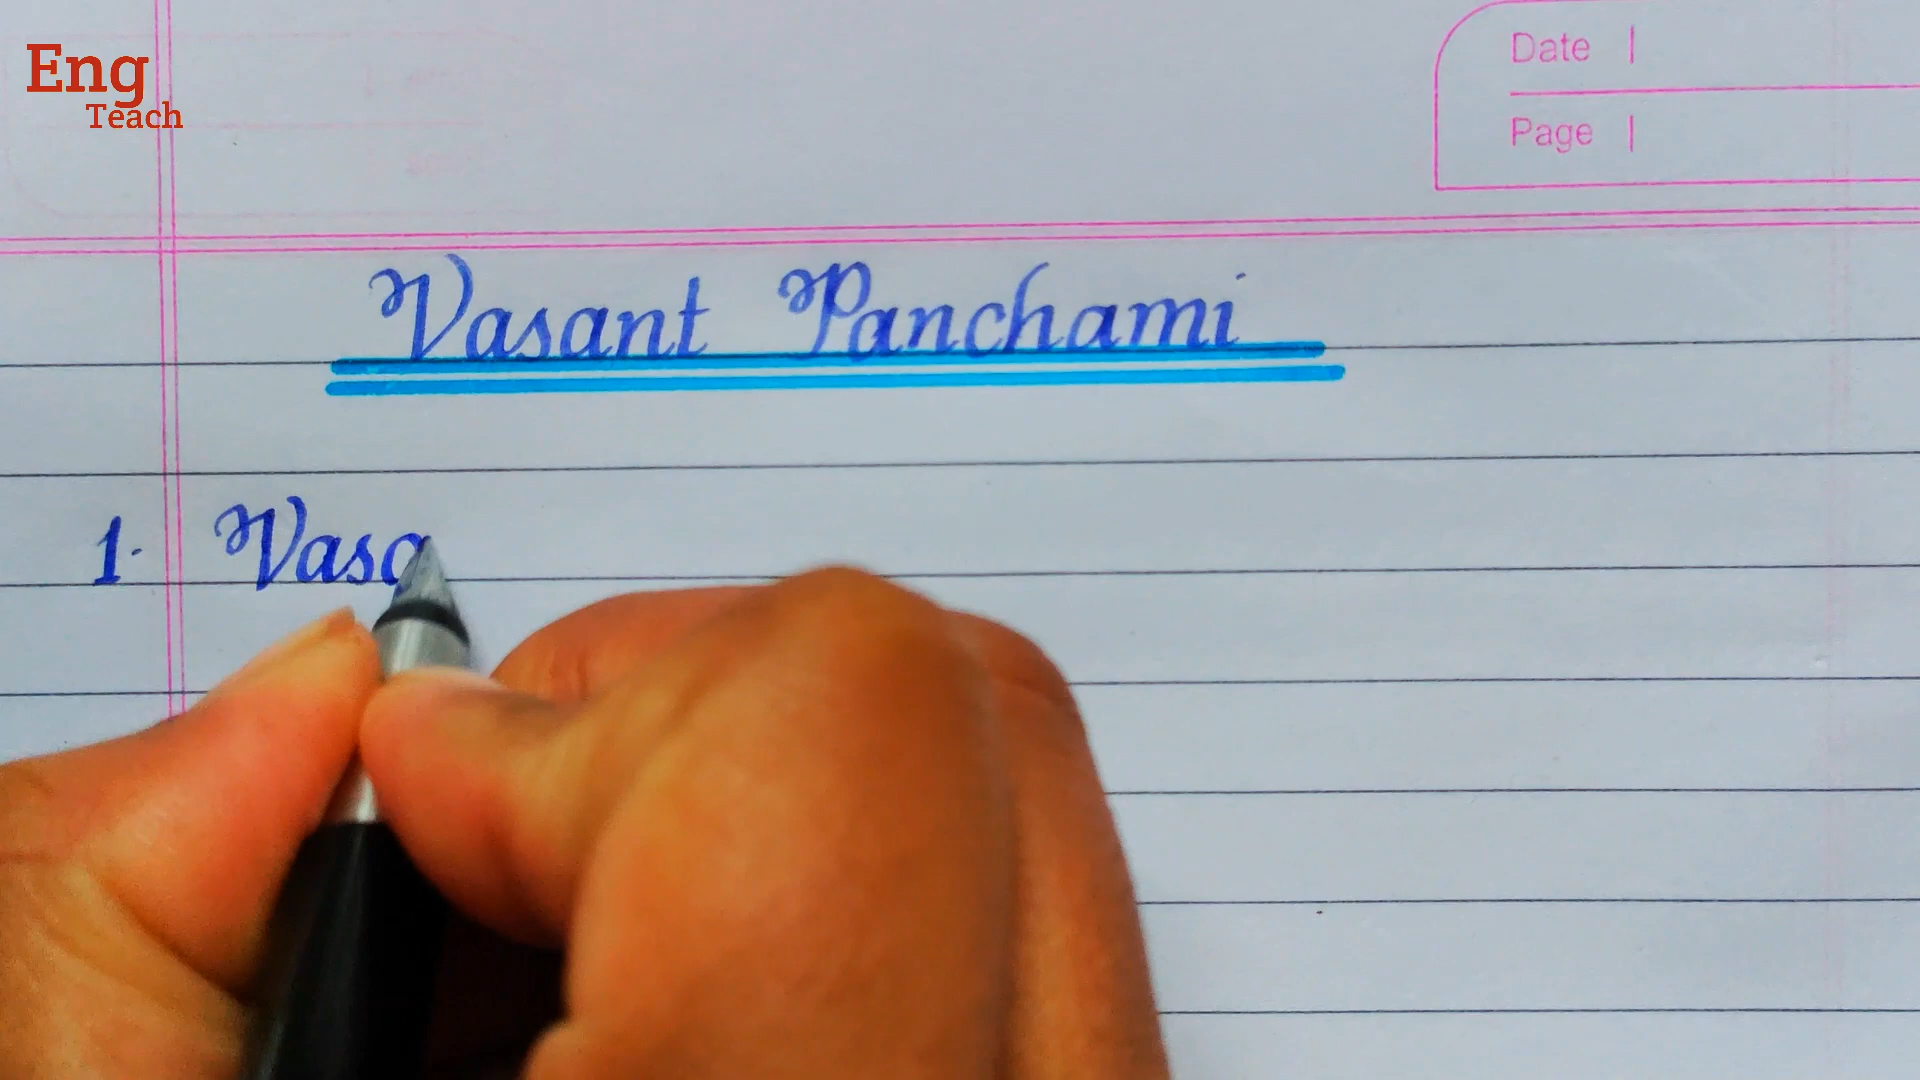 Eng
Teach
Date
Page
Vasant Panchami
1. Vasa